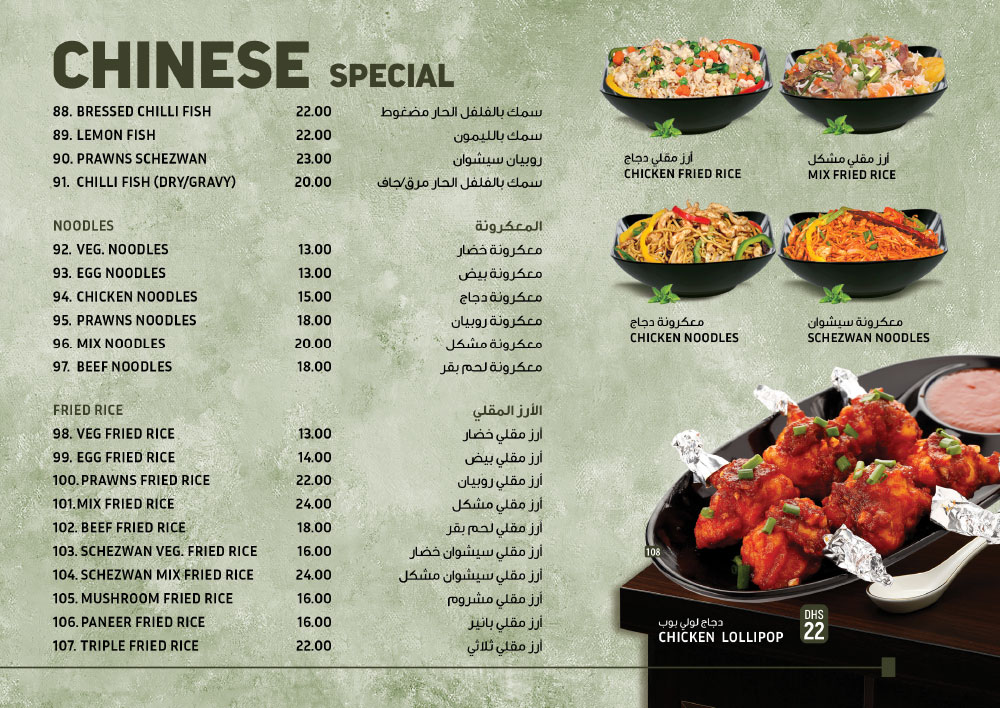 CHINESE SPECIAL
88. BRESSED CHILLI FISH 22.00 سمك بالفلفل الحار مضغوط
89. LEMON FISH 22.00 سمك بالليمون
90. PRAWNS SCHEZWAN 23.00 روبيان سيشوان
91. CHILLI FISH (DRY/GRAVY) 20.00 سمك بالفلفل الحار مرق/جاف
NOODLES المعكرونة
92. VEG. NOODLES 13.00 معكرونة خضار
93. EGG NOODLES 13.00 معكرونة بيض
94. CHICKEN NOODLES 15.00 معكرونة دجاج
95. PRAWNS NOODLES 18.00 معكرونة روبيان
96. MIX NOODLES 20.00 معكرونة مشكل
97. BEEF NOODLES 18.00 معكرونة لحم بقر
FRIED RICE الأرز المقلي
98. VEG FRIED RICE 13.00 أرز مقلي خضار
99. EGG FRIED RICE 14.00 أرز مقلي بيض
100. PRAWNS FRIED RICE 22.00 أرز مقلي روبيان
101.MIX FRIED RICE 24.00 أرز مقلي مشكل
102. BEEF FRIED RICE 18.00 أرز مقلي لحم بقر
103. SCHEZWAN VEG. FRIED RICE 16.00 أرز مقلي سيشوان خضار
104. SCHEZWAN MIX FRIED RICE 24.00 أرز مقلي سيشوان مشكل
105. MUSHROOM FRIED RICE 16.00 أرز مقلي مشروم
106. PANEER FRIED RICE 16.00 أرز مقلي بانير
107. TRIPLE FRIED RICE 22.00 أرز مقلي ثلاثي
أرز مقلي دجاج
CHICKEN FRIED RICE
أرز مقلي مشكل
MIX FRIED RICE
معكرونة دجاج
CHICKEN NOODLES
معكرونة سيشوان
SCHEZWAN NOODLES
108
دجاج لولي بوب
CHICKEN LOLLIPOP
DHS
22